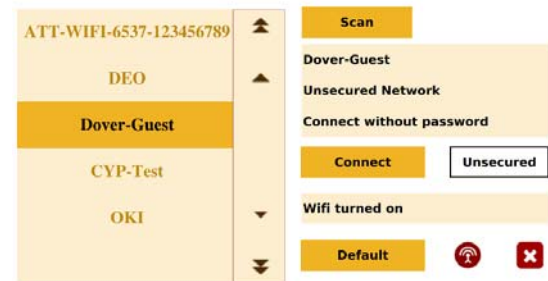 ATT-WIFI-6537-123456789
DEO
Dover-Guest
CYP-Test
OKI
Scan
Dover-Guest
Unsecured Network
Connect without password
Connect
Unsecured
Wifi turned on
Default